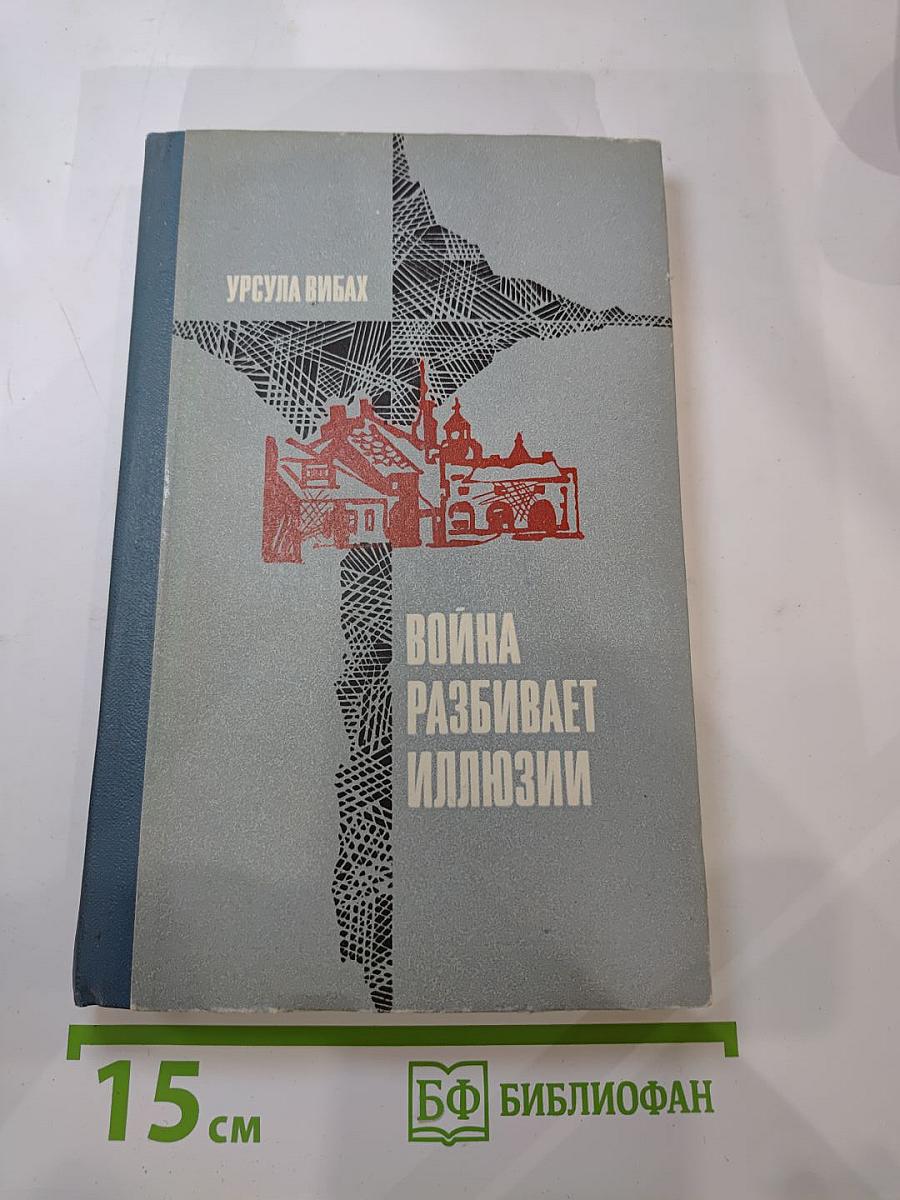 УРСУЛА ВИБАХ
ВОЙНА
РАЗБИВАЕТ
ИЛЛЮЗИИ
15 см
БФ БИБЛИОФАН